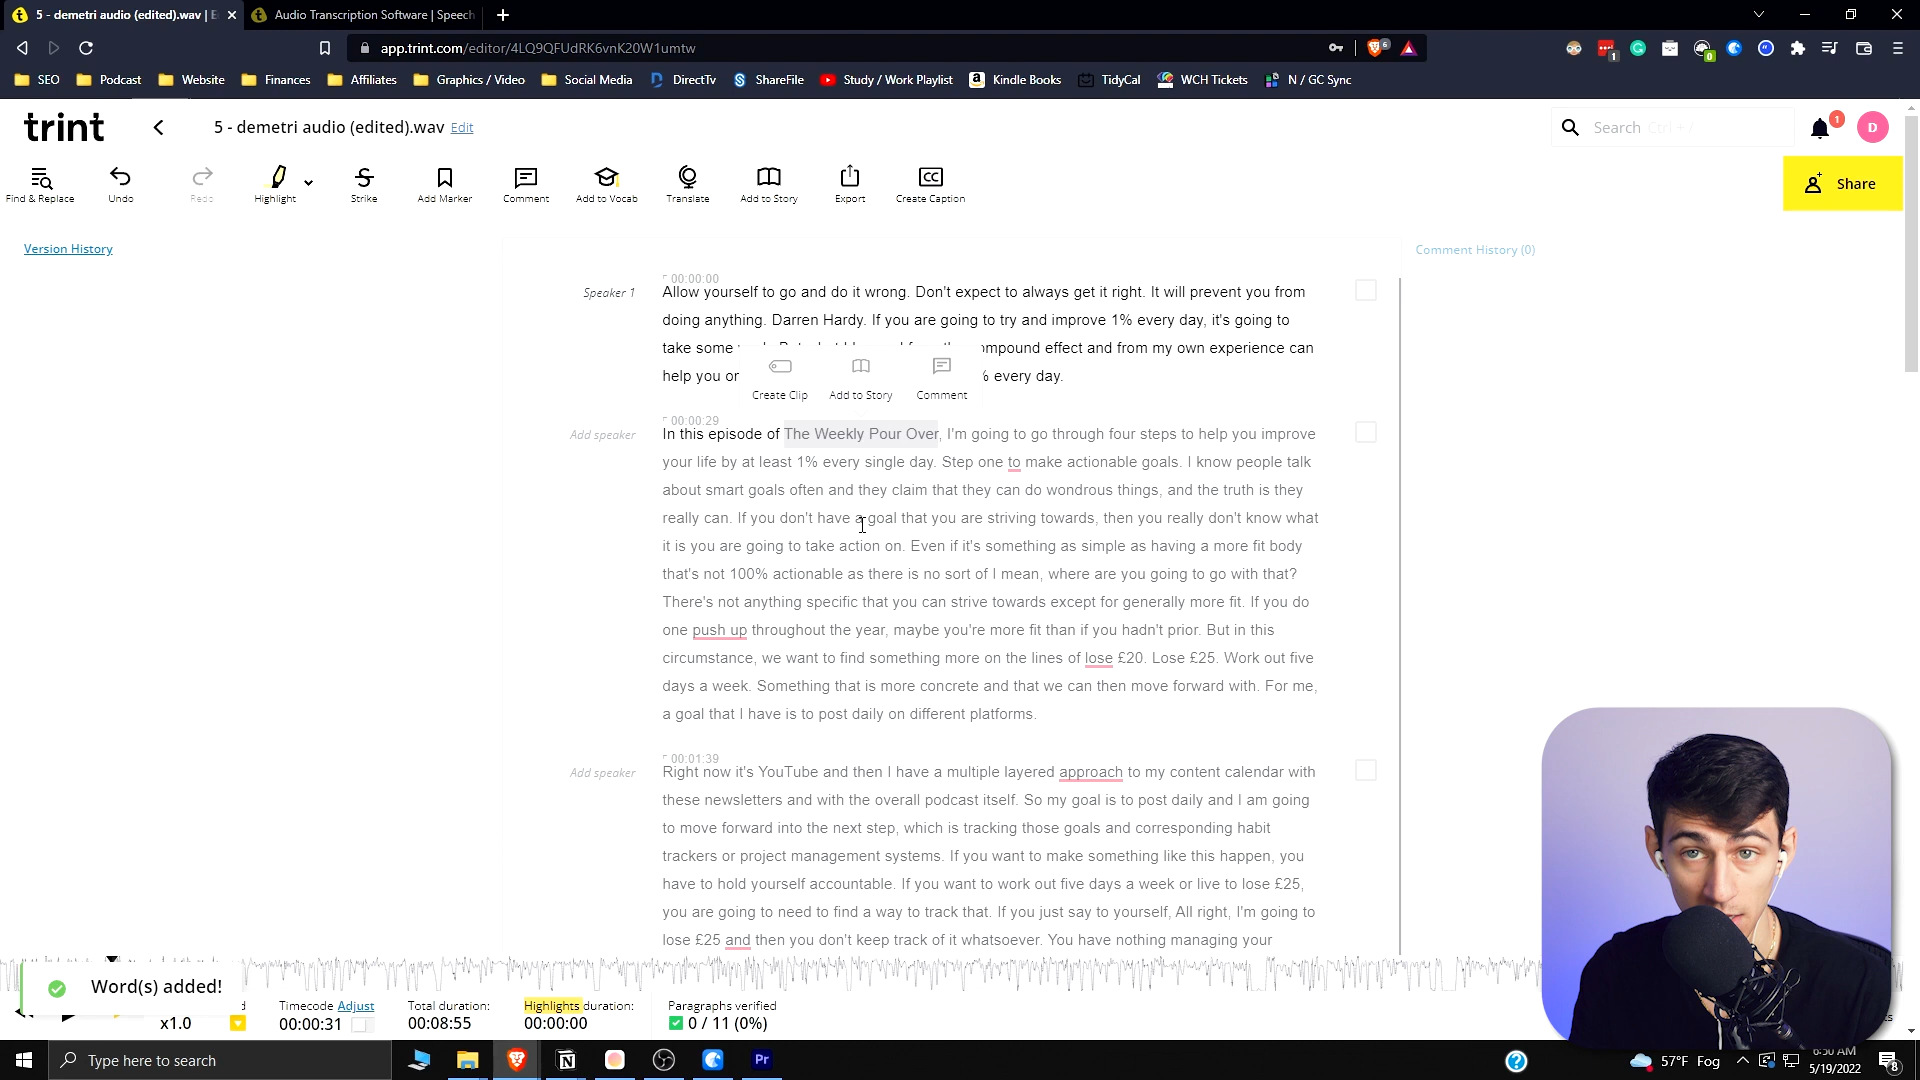 5 - demetri audio (edited).wav |
Audio Transcription Software | Speech
app.trint.com/editor/4LQ9QFUdRK6vnK20W1umtw
6
1
0
SEO Podcast Website Finances Affiliates Graphics / Video Social Media DirectTv ShareFile Study / Work Playlist Kindle Books TidyCal WCH Tickets N / GC Sync
trint
5 - demetri audio (edited).wav Edit
Search Ctrl + /
1
D
Find & Replace Undo Redo Highlight Strike Add Marker Comment Add to Vocab Translate Add to Story Export Create Caption
CC
Share
Version History
Comment History (0)
00:00:00
Speaker 1 Allow yourself to go and do it wrong. Don't expect to always get it right. It will prevent you from
doing anything. Darren Hardy. If you are going to try and improve 1% every day, it's going to
take some mpound effect and from my own experience can
help you or % every day.
Create Clip Add to Story Comment
00:00:29
Add speaker In this episode of The Weekly Pour Over, I'm going to go through four steps to help you improve
your life by at least 1% every single day. Step one to make actionable goals. I know people talk
about smart goals often and they claim that they can do wondrous things, and the truth is they
really can. If you don't have a goal that you are striving towards, then you really don't know what
it is you are going to take action on. Even if it's something as simple as having a more fit body
that's not 100% actionable as there is no sort of I mean, where are you going to go with that?
There's not anything specific that you can strive towards except for generally more fit. If you do
one push up throughout the year, maybe you're more fit than if you hadn't prior. But in this
circumstance, we want to find something more on the lines of lose £20. Lose £25. Work out five
days a week. Something that is more concrete and that we can then move forward with. For me,
a goal that I have is to post daily on different platforms.
00:01:39
Add speaker Right now it's YouTube and then I have a multiple layered approach to my content calendar with
these newsletters and with the overall podcast itself. So my goal is to post daily and I am going
to move forward into the next step, which is tracking those goals and corresponding habit
trackers or project management systems. If you want to make something like this happen, you
have to hold yourself accountable. If you want to work out five days a week or live to lose £25,
you are going to need to find a way to track that. If you just say to yourself, All right, I'm going to
lose £25 and then you don't keep track of it whatsoever. You have nothing managing your
Word(s) added!
x1.0
Timecode Adjust
00:00:31
Total duration:
00:08:55
Highlights duration:
00:00:00
Paragraphs verified
0 / 11 (0%)
Type here to search
Pr
57°F Fog
6:50 AM
5/19/2022
8